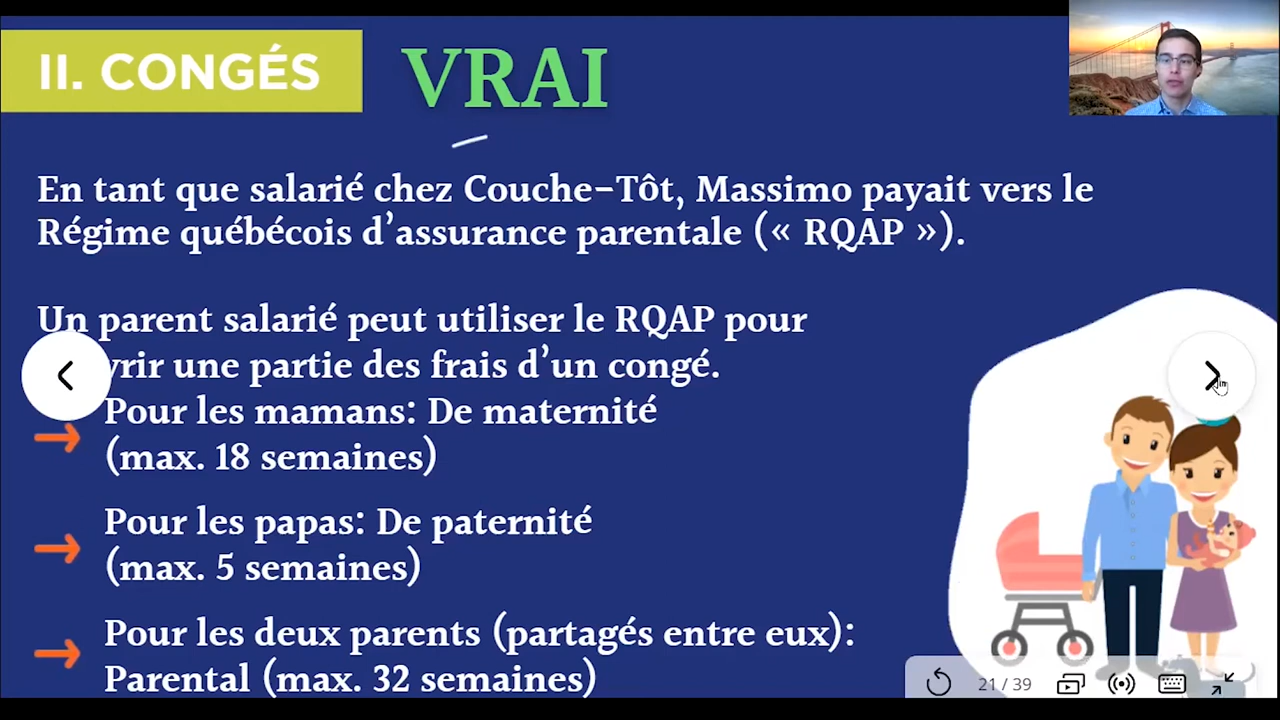 II. CONGÉS
VRAI
En tant que salarié chez Couche-Tôt, Massimo payait vers le
Régime québécois d'assurance parentale (« RQAP »).
Un parent salarié peut utiliser le RQAP pour
vrir une partie des frais d'un congé.
Pour les mamans: De maternité
(max. 18 semaines)
Pour les papas: De paternité
(max. 5 semaines)
Pour les deux parents (partagés entre eux):
Parental (max. 32 semaines)
21 / 39